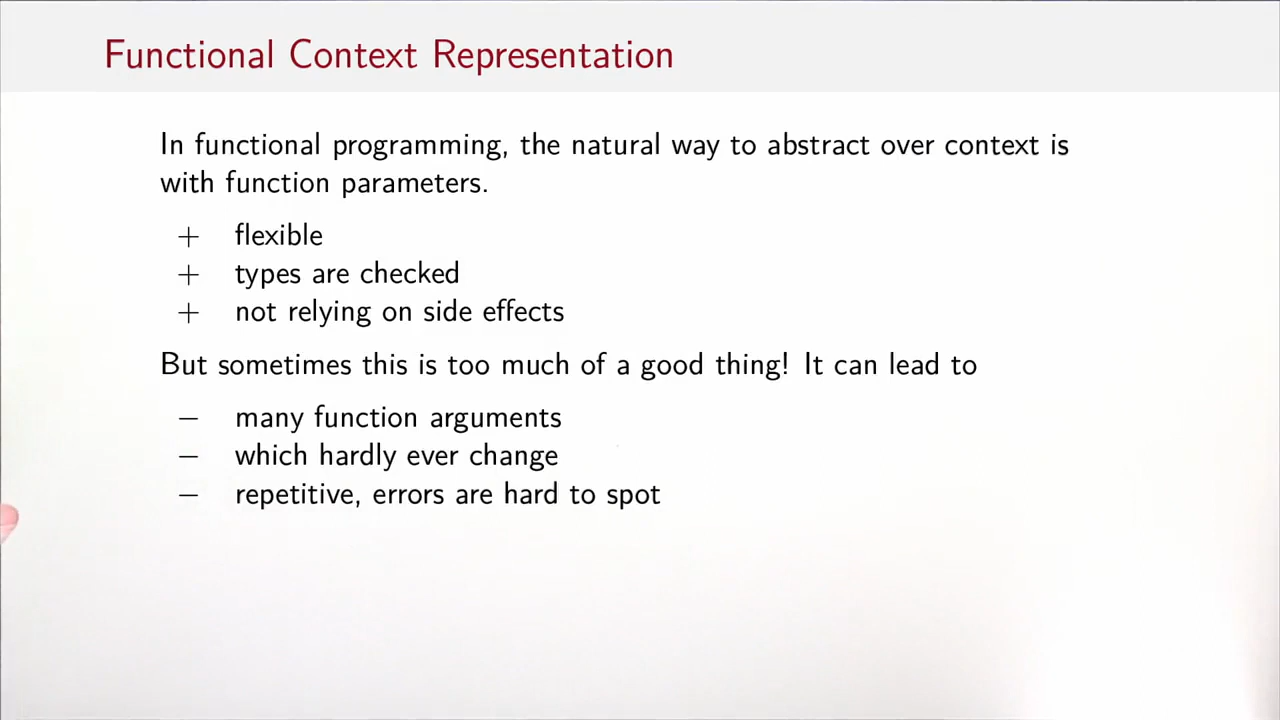 Functional Context Representation
In functional programming, the natural way to abstract over context is
with function parameters.
+ flexible
+ types are checked
+ not relying on side effects
But sometimes this is too much of a good thing! It can lead to
− many function arguments
− which hardly ever change
− repetitive, errors are hard to spot